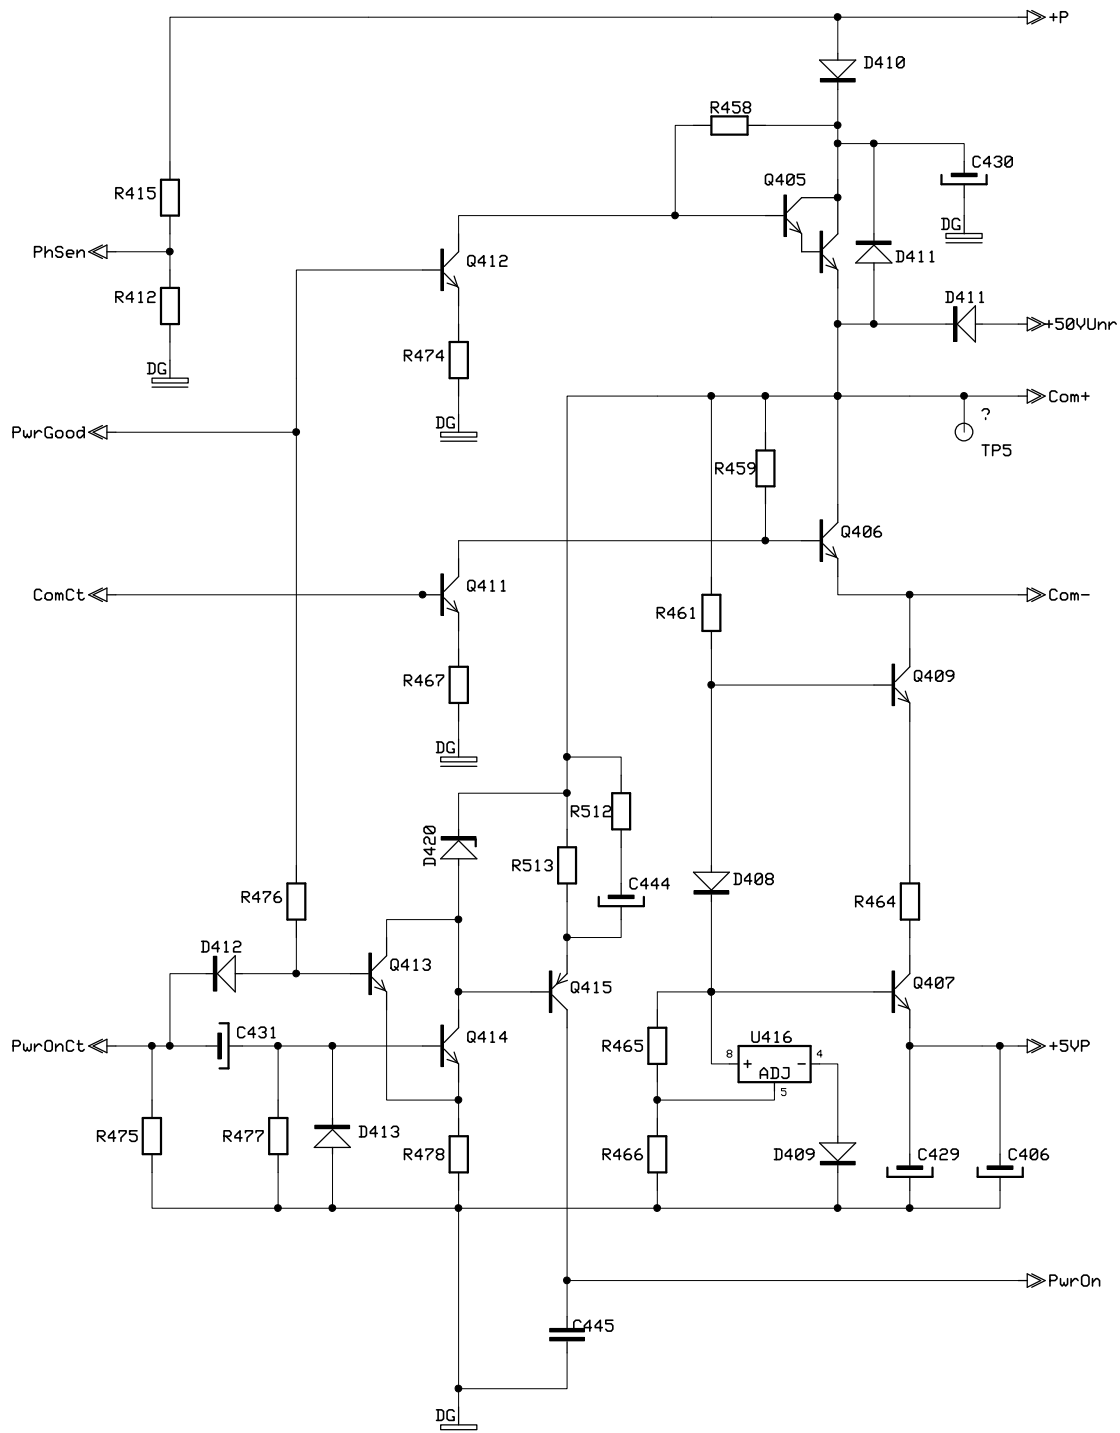 +P
D410
R458
C430
Q405
R415
DG
PhSen
Q412
D411
R412
D411
+50VUnr
R474
DG
Com+
?
PwrGood
DG
TP5
R459
Q406
Q411
ComCt
Com-
R461
R467
Q409
DG
R512
D420
R513
C444
D408
R476
R464
D412
Q413
Q415
Q407
C431
Q414
U416
PwrOnCt
R465
8
+
-
4
+5VP
ADJ
5
R475
R477
D413
R478
R466
D409
C429
C406
PwrOn
C445
DG